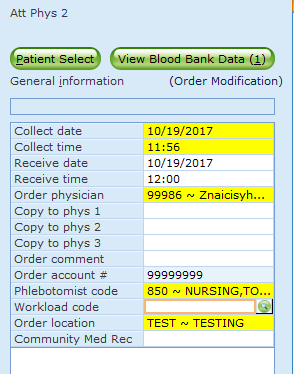 Att Phys 2
Patient Select View Blood Bank Data (1)
General information (Order Modification)
Collect date 10/19/2017
Collect time 11:56
Receive date 10/19/2017
Receive time 12:00
Order physician 99986 ~ Znaicisyh...
Copy to phys 1
Copy to phys 2
Copy to phys 3
Order comment
Order account # 99999999
Phlebotomist code 850 ~ NURSING,TO...
Workload code
Order location TEST ~ TESTING
Community Med Rec